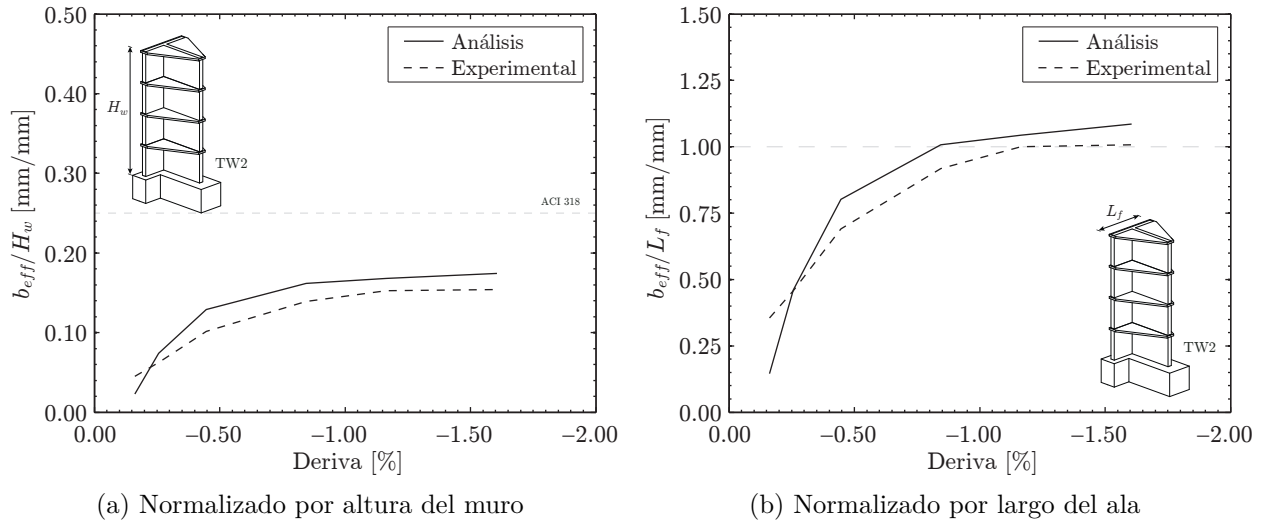 0.50
0.40
0.30
0.20
0.10
0.00
b_eff/H_w [mm/mm]
H_w
TW2
Análisis
Experimental
ACI 318
0.00
−0.50
−1.00
−1.50
−2.00
Deriva [%]
(a) Normalizado por altura del muro
1.50
1.25
1.00
0.75
0.50
0.25
0.00
b_eff/L_f [mm/mm]
Análisis
Experimental
L_f
TW2
0.00
−0.50
−1.00
−1.50
−2.00
Deriva [%]
(b) Normalizado por largo del ala